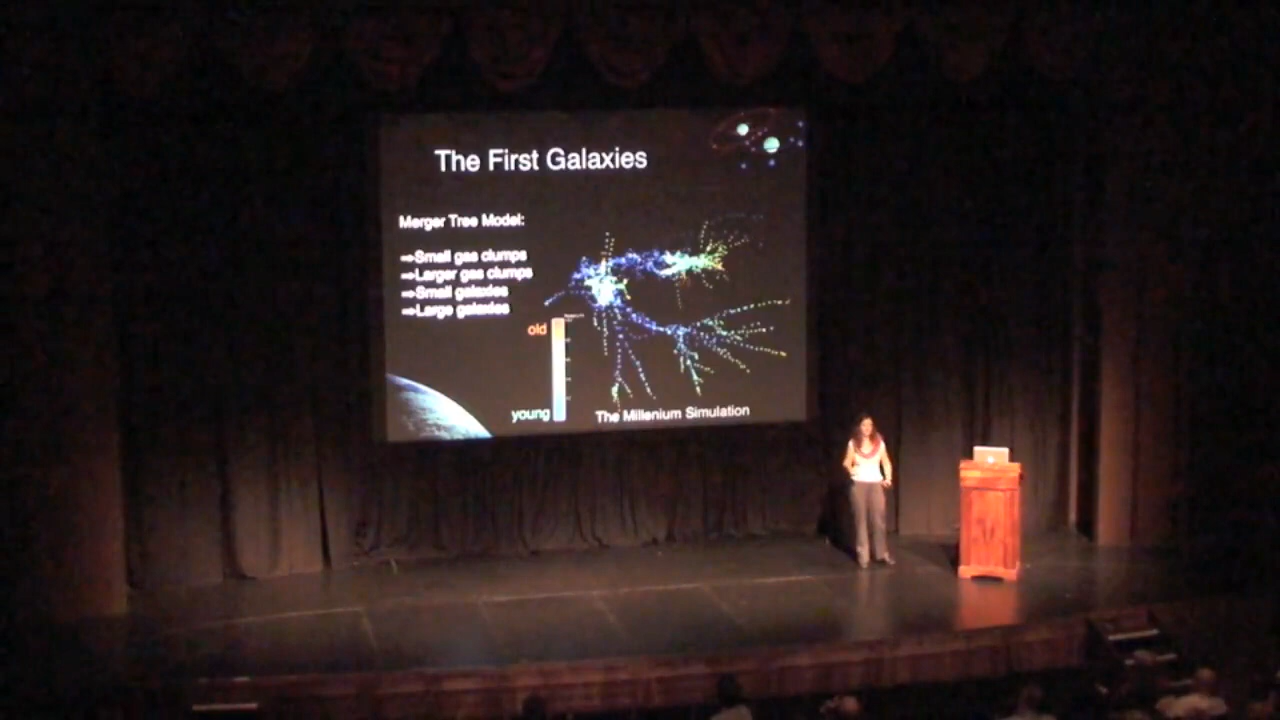 The First Galaxies
Merger Tree Model:
⇒Small gas clumps
⇒Larger gas clumps
⇒Small galaxies
⇒Large galaxies
old
young
The Millenium Simulation